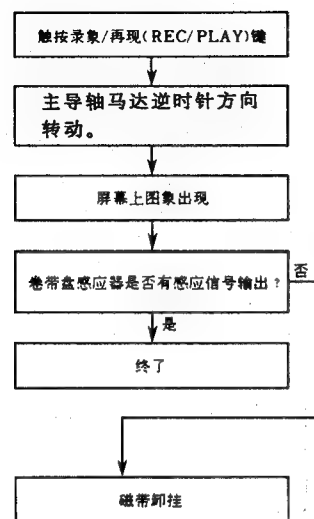 触按录象/再现(REC/PLAY)键
主导轴马达逆时针方向
转动。
屏幕上图象出现
卷带盘感应器是否有感应信号输出?
否
是
终了
磁带卸挂